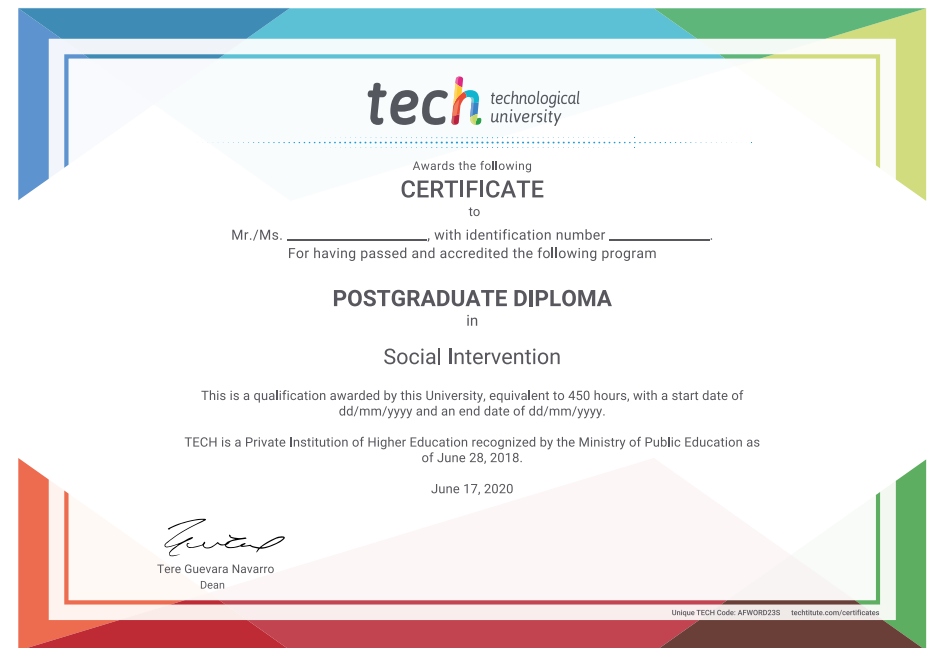 tech technological
university
Awards the following
CERTIFICATE
to
Mr./Ms. ____________________, with identification number ______________.
For having passed and accredited the following program
POSTGRADUATE DIPLOMA
in
Social Intervention
This is a qualification awarded by this University, equivalent to 450 hours, with a start date of
dd/mm/yyyy and an end date of dd/mm/yyyy.
TECH is a Private Institution of Higher Education recognized by the Ministry of Public Education as
of June 28, 2018.
June 17, 2020
Tere Guevara Navarro
Dean
Unique TECH Code: AFWORD23S techtitute.com/certificates